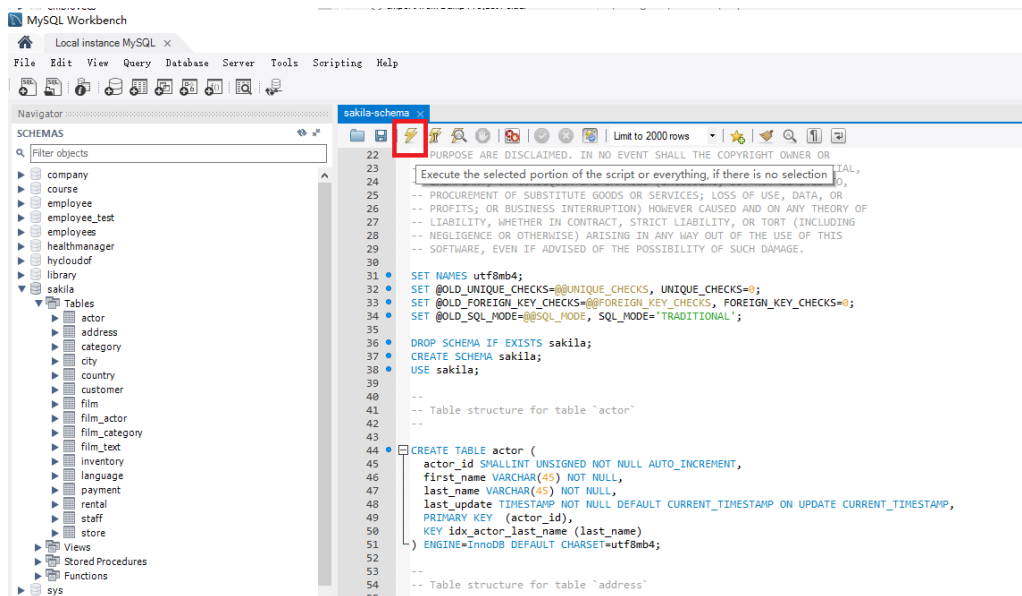 MySQL Workbench
Local instance MySQL ×
File Edit View Query Database Server Tools Scripting Help
Navigator
SCHEMAS
Filter objects
company
course
employee
employee_test
employees
healthmanager
hycloudof
library
sakila
Tables
actor
address
category
city
country
customer
film
film_actor
film_category
film_text
inventory
language
payment
rental
staff
store
Views
Stored Procedures
Functions
sys
sakila-schema ×
Limit to 2000 rows
22 PURPOSE ARE DISCLAIMED. IN NO EVENT SHALL THE COPYRIGHT OWNER OR
23
Execute the selected portion of the script or everything, if there is no selection
24
25 -- PROCUREMENT OF SUBSTITUTE GOODS OR SERVICES; LOSS OF USE, DATA, OR
26 -- PROFITS; OR BUSINESS INTERRUPTION) HOWEVER CAUSED AND ON ANY THEORY OF
27 -- LIABILITY, WHETHER IN CONTRACT, STRICT LIABILITY, OR TORT (INCLUDING
28 -- NEGLIGENCE OR OTHERWISE) ARISING IN ANY WAY OUT OF THE USE OF THIS
29 -- SOFTWARE, EVEN IF ADVISED OF THE POSSIBILITY OF SUCH DAMAGE.
30
31 SET NAMES utf8mb4;
32 SET @OLD_UNIQUE_CHECKS=@@UNIQUE_CHECKS, UNIQUE_CHECKS=0;
33 SET @OLD_FOREIGN_KEY_CHECKS=@@FOREIGN_KEY_CHECKS, FOREIGN_KEY_CHECKS=0;
34 SET @OLD_SQL_MODE=@@SQL_MODE, SQL_MODE='TRADITIONAL';
35
36 DROP SCHEMA IF EXISTS sakila;
37 CREATE SCHEMA sakila;
38 USE sakila;
39
40 --
41 -- Table structure for table `actor`
42 --
43
44 CREATE TABLE actor (
45 actor_id SMALLINT UNSIGNED NOT NULL AUTO_INCREMENT,
46 first_name VARCHAR(45) NOT NULL,
47 last_name VARCHAR(45) NOT NULL,
48 last_update TIMESTAMP NOT NULL DEFAULT CURRENT_TIMESTAMP ON UPDATE CURRENT_TIMESTAMP,
49 PRIMARY KEY (actor_id),
50 KEY idx_actor_last_name (last_name)
51 ) ENGINE=InnoDB DEFAULT CHARSET=utf8mb4;
52
53 --
54 -- Table structure for table `address`